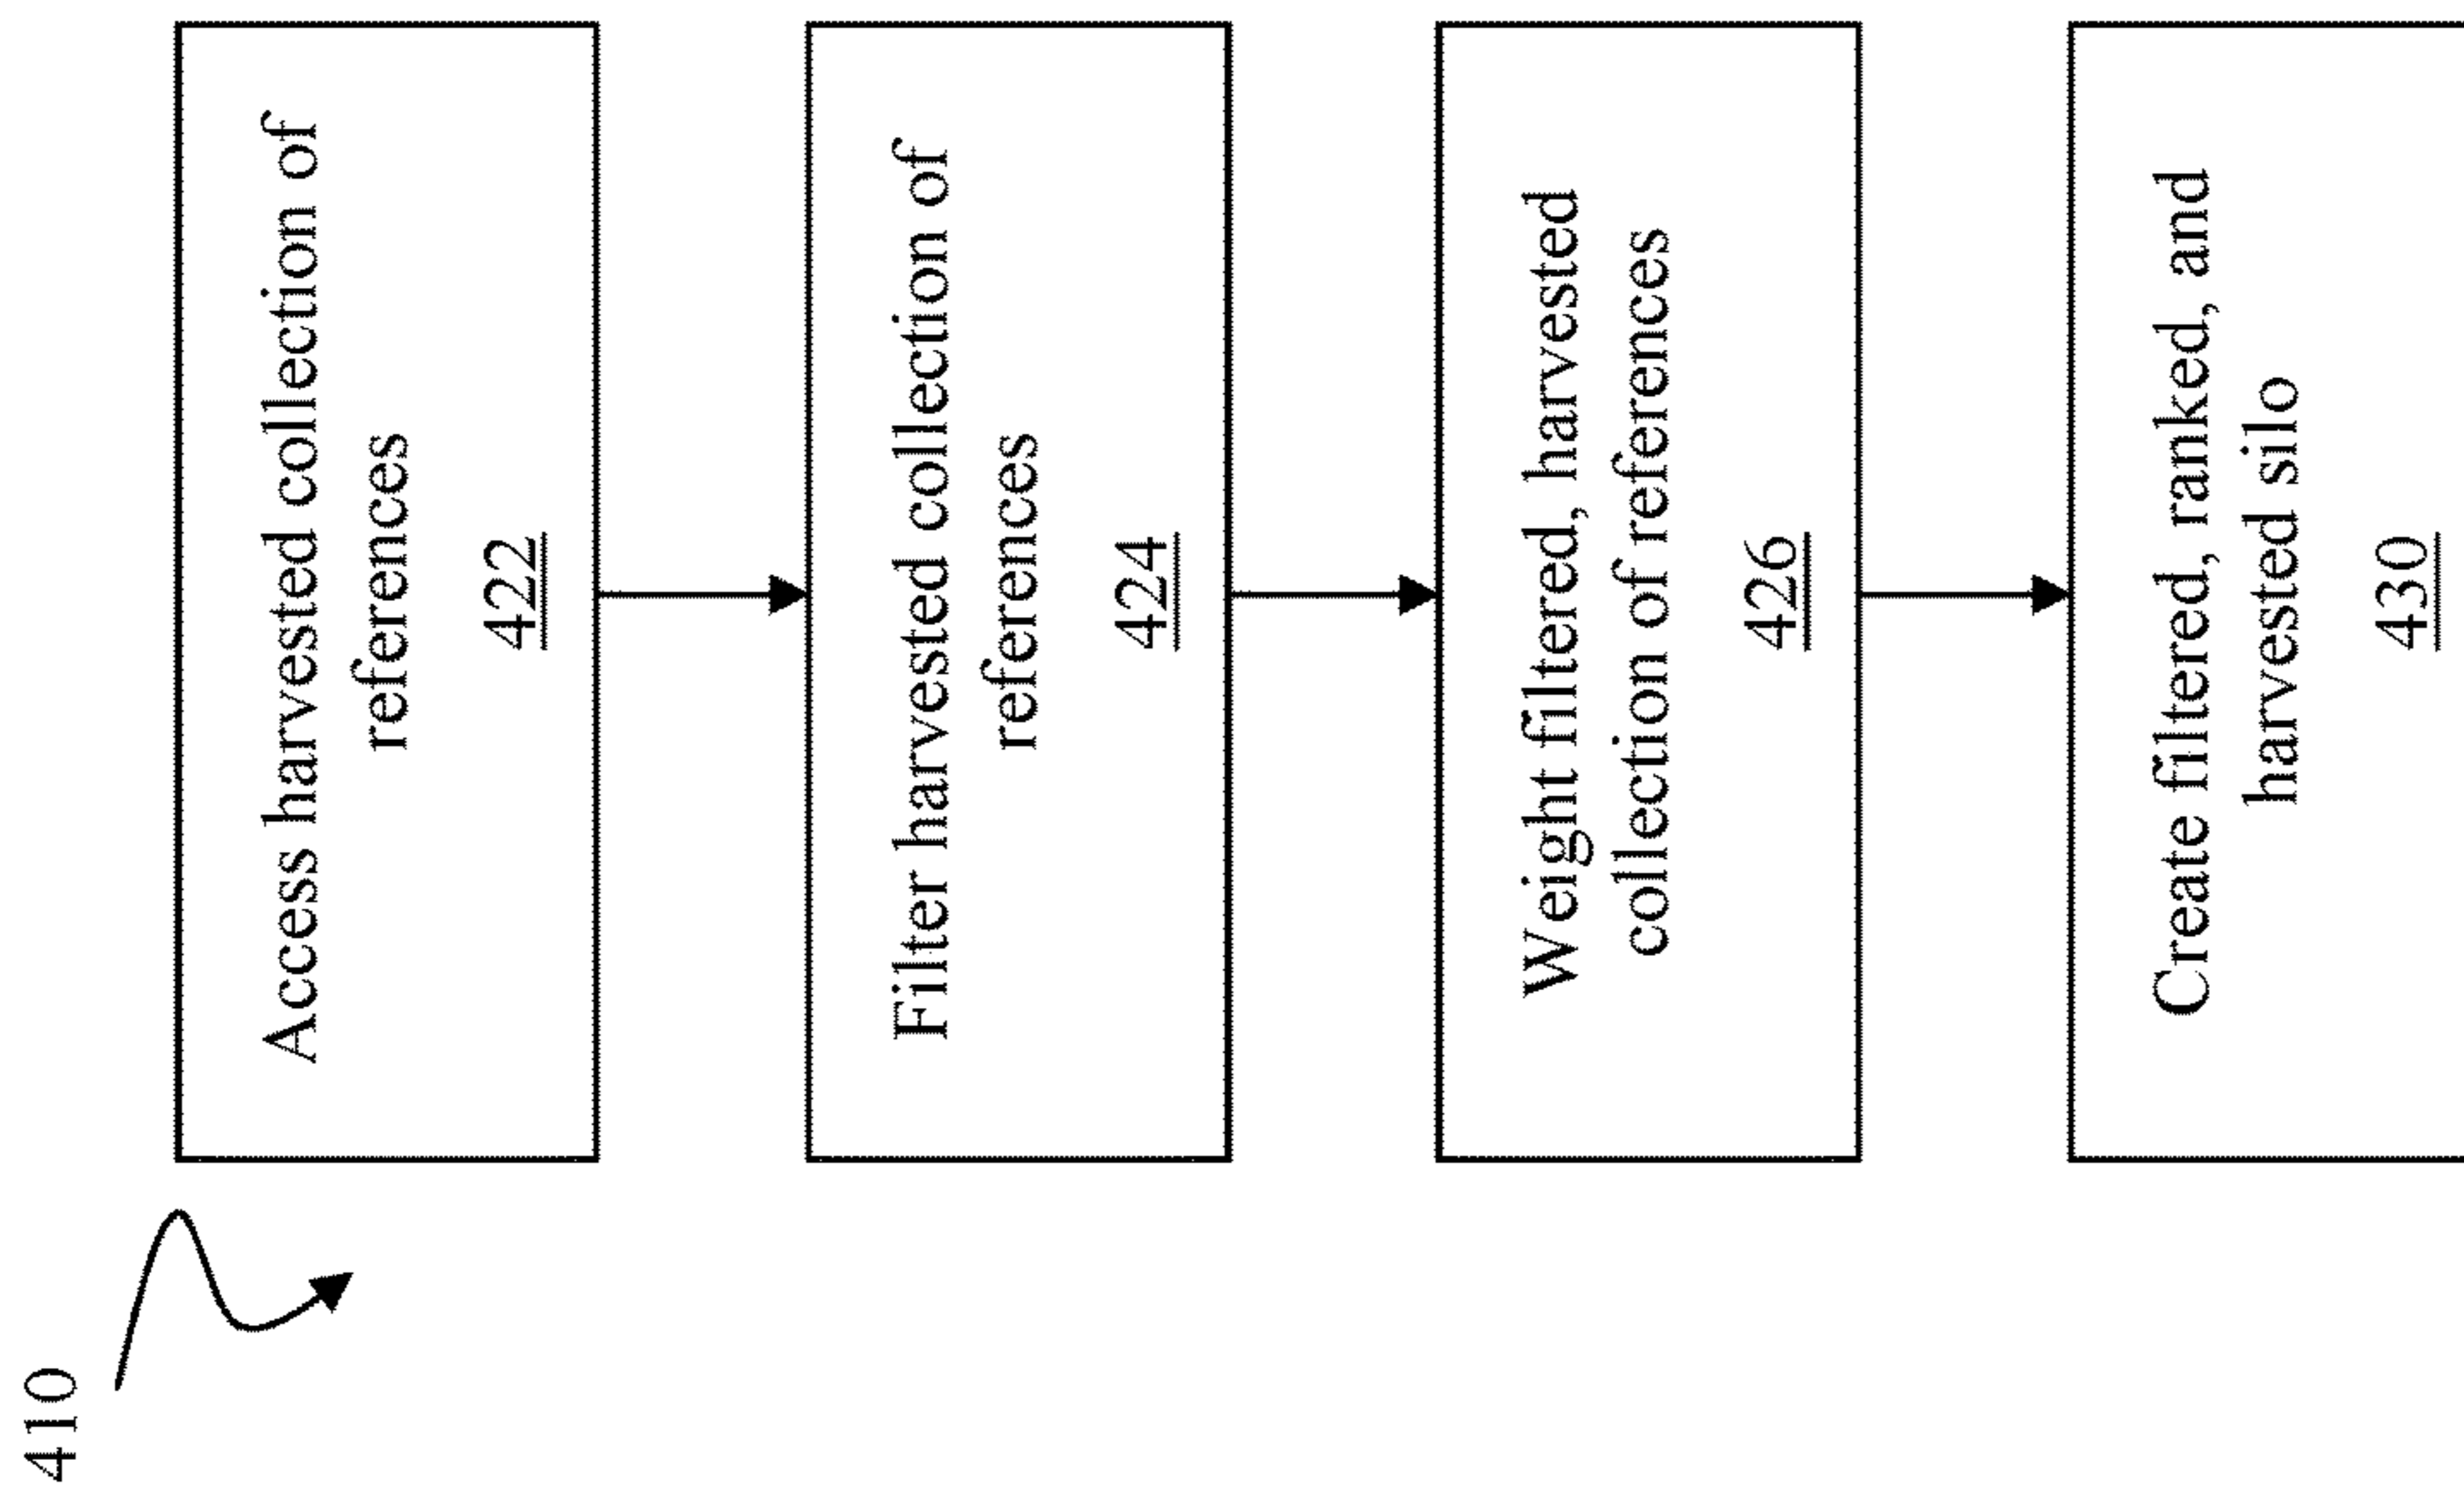 410
Access harvested collection of
references
422
Filter harvested collection of
references
424
Weight filtered, harvested
collection of references
426
Create filtered, ranked, and
harvested silo
430